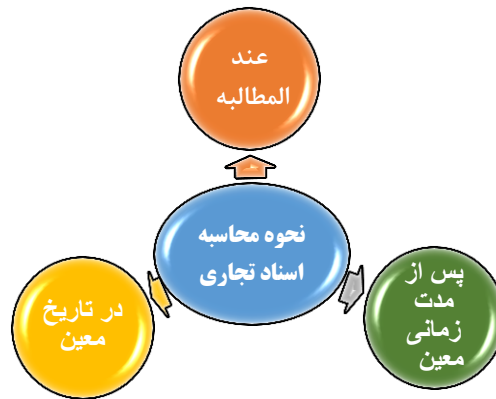 عند
المطالبه
نحوه محاسبه
اسناد تجاری
پس از
مدت
زمانی
معین
در تاریخ
معین